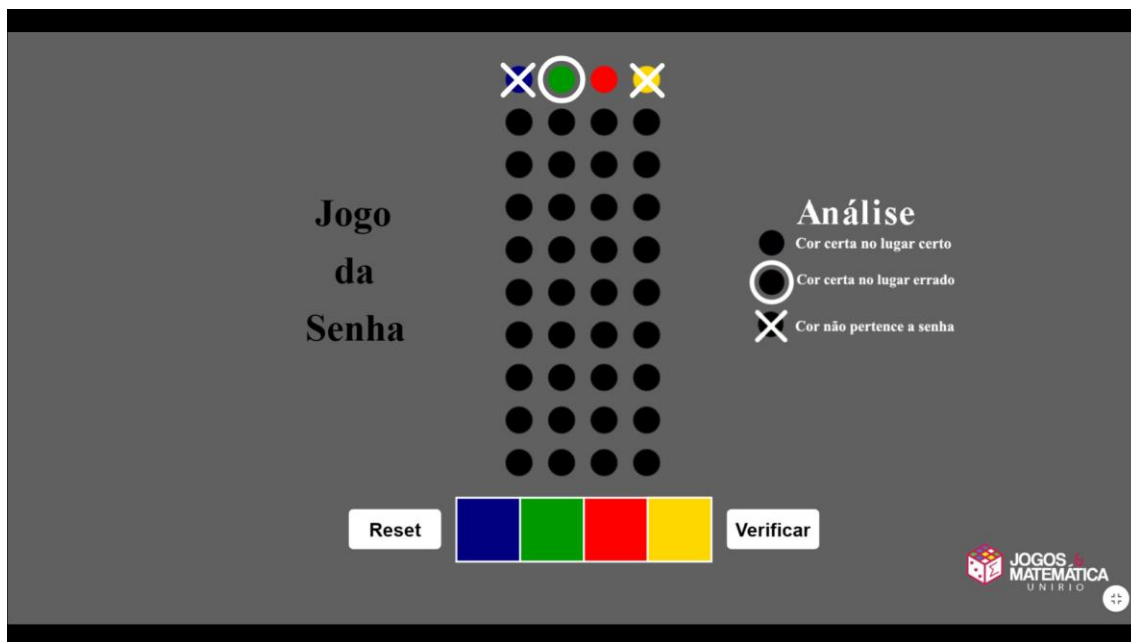 Jogo
da
Senha
Análise
Cor certa no lugar certo
Cor certa no lugar errado
Cor não pertence a senha
Reset
Verificar
JOGOS &
MATEMÁTICA
UNIRIO